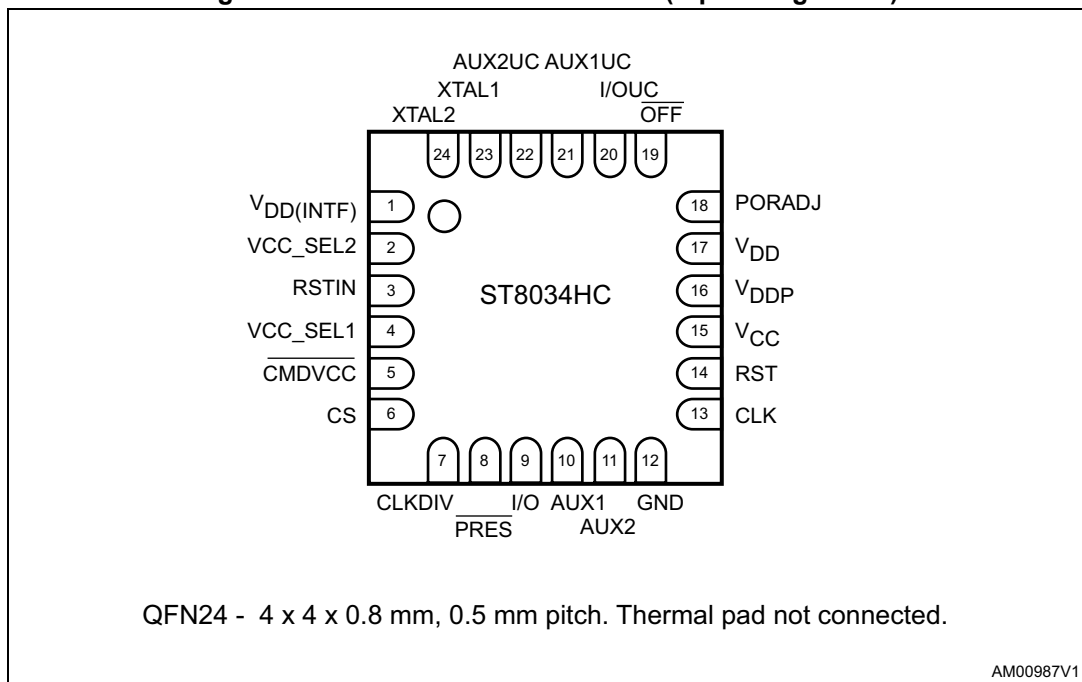 AUX2UC AUX1UC
XTAL1 I/OUC
XTAL2 OFF
24 23 22 21 20 19
VDD(INTF) 1 18 PORADJ
VCC_SEL2 2 17 VDD
RSTIN 3 ST8034HC 16 VDDP
VCC_SEL1 4 15 VCC
CMDVCC 5 14 RST
CS 6 13 CLK
7 8 9 10 11 12
CLKDIV I/O AUX1 GND
PRES AUX2
QFN24 - 4 x 4 x 0.8 mm, 0.5 mm pitch. Thermal pad not connected.
AM00987V1